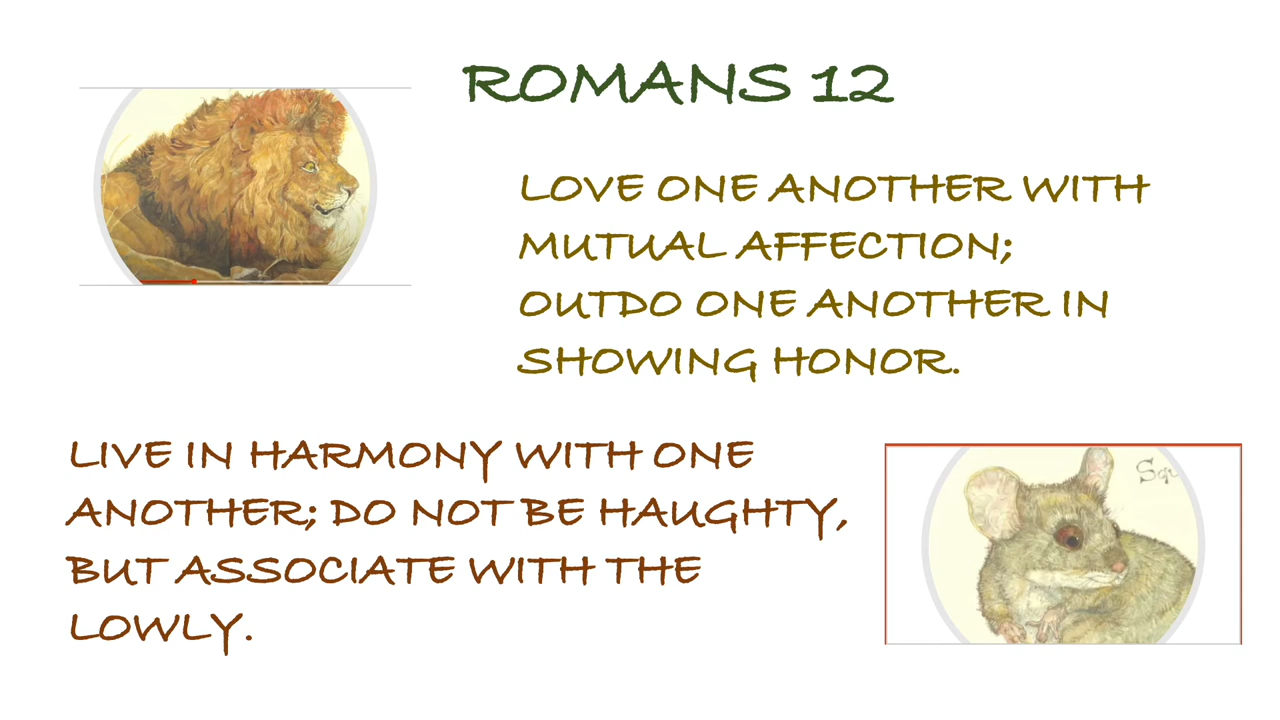 ROMANS 12
LOVE ONE ANOTHER WITH
MUTUAL AFFECTION;
OUTDO ONE ANOTHER IN
SHOWING HONOR.
LIVE IN HARMONY WITH ONE
ANOTHER; DO NOT BE HAUGHTY,
BUT ASSOCIATE WITH THE
LOWLY.